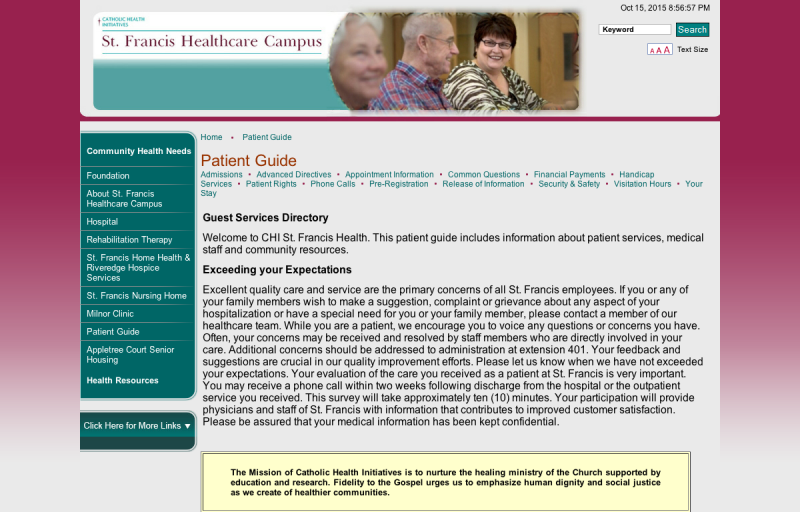 Oct 15, 2015 8:56:57 PM
CATHOLIC HEALTH
INITIATIVES
St. Francis Healthcare Campus
Keyword
Search
A A A Text Size
Community Health Needs
Foundation
About St. Francis
Healthcare Campus
Hospital
Rehabilitation Therapy
St. Francis Home Health &
Riveredge Hospice
Services
St. Francis Nursing Home
Milnor Clinic
Patient Guide
Appletree Court Senior
Housing
Health Resources
Click Here for More Links ▼
Home • Patient Guide
Patient Guide
Admissions • Advanced Directives • Appointment Information • Common Questions • Financial Payments • Handicap
Services • Patient Rights • Phone Calls • Pre-Registration • Release of Information • Security & Safety • Visitation Hours • Your
Stay
Guest Services Directory
Welcome to CHI St. Francis Health. This patient guide includes information about patient services, medical
staff and community resources.
Exceeding your Expectations
Excellent quality care and service are the primary concerns of all St. Francis employees. If you or any of
your family members wish to make a suggestion, complaint or grievance about any aspect of your
hospitalization or have a special need for you or your family member, please contact a member of our
healthcare team. While you are a patient, we encourage you to voice any questions or concerns you have.
Often, your concerns may be received and resolved by staff members who are directly involved in your
care. Additional concerns should be addressed to administration at extension 401. Your feedback and
suggestions are crucial in our quality improvement efforts. Please let us know when we have not exceeded
your expectations. Your evaluation of the care you received as a patient at St. Francis is very important.
You may receive a phone call within two weeks following discharge from the hospital or the outpatient
service you received. This survey will take approximately ten (10) minutes. Your participation will provide
physicians and staff of St. Francis with information that contributes to improved customer satisfaction.
Please be assured that your medical information has been kept confidential.
The Mission of Catholic Health Initiatives is to nurture the healing ministry of the Church supported by
education and research. Fidelity to the Gospel urges us to emphasize human dignity and social justice
as we create of healthier communities.